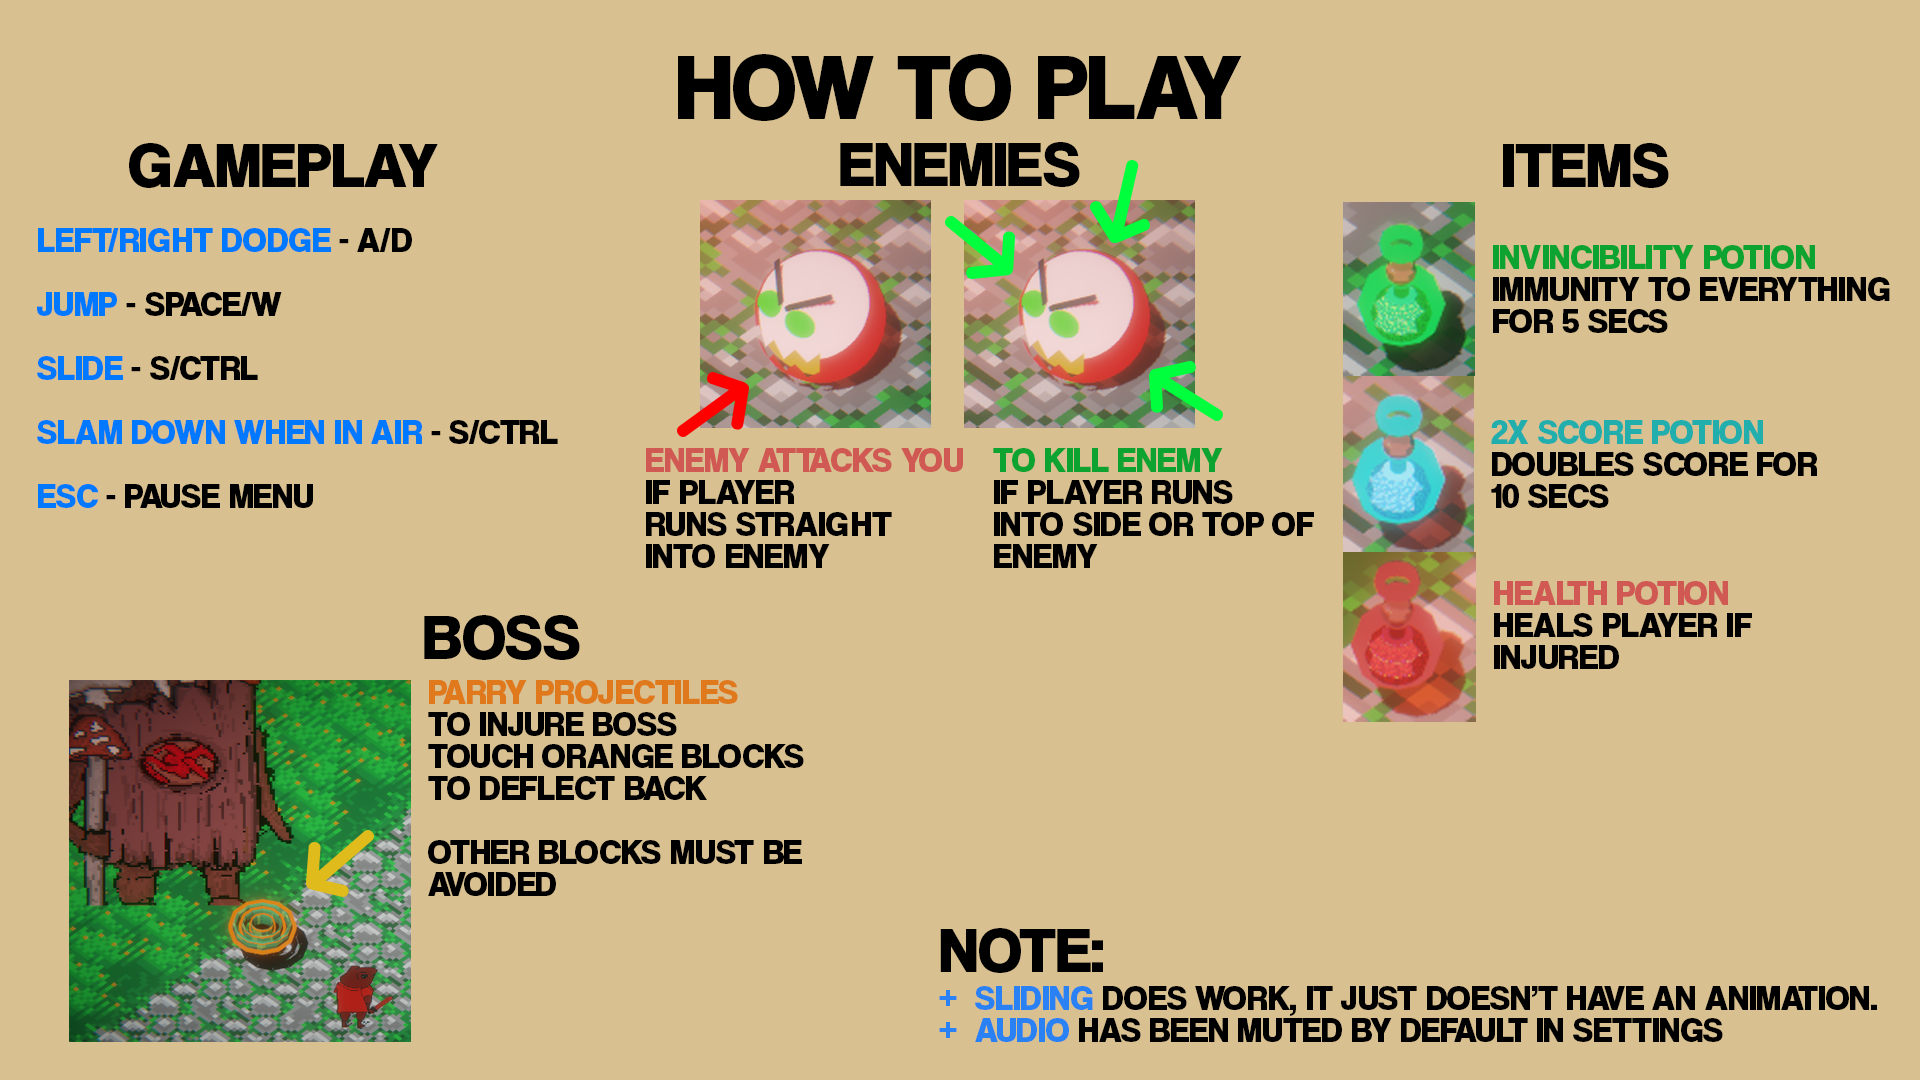 HOW TO PLAY
GAMEPLAY
LEFT/RIGHT DODGE - A/D
JUMP - SPACE/W
SLIDE - S/CTRL
SLAM DOWN WHEN IN AIR - S/CTRL
ESC - PAUSE MENU
ENEMIES
ENEMY ATTACKS YOU
IF PLAYER
RUNS STRAIGHT
INTO ENEMY
TO KILL ENEMY
IF PLAYER RUNS
INTO SIDE OR TOP OF
ENEMY
ITEMS
INVINCIBILITY POTION
IMMUNITY TO EVERYTHING
FOR 5 SECS
2X SCORE POTION
DOUBLES SCORE FOR
10 SECS
HEALTH POTION
HEALS PLAYER IF
INJURED
BOSS
PARRY PROJECTILES
TO INJURE BOSS
TOUCH ORANGE BLOCKS
TO DEFLECT BACK
OTHER BLOCKS MUST BE
AVOIDED
NOTE:
+ SLIDING DOES WORK, IT JUST DOESN'T HAVE AN ANIMATION.
+ AUDIO HAS BEEN MUTED BY DEFAULT IN SETTINGS